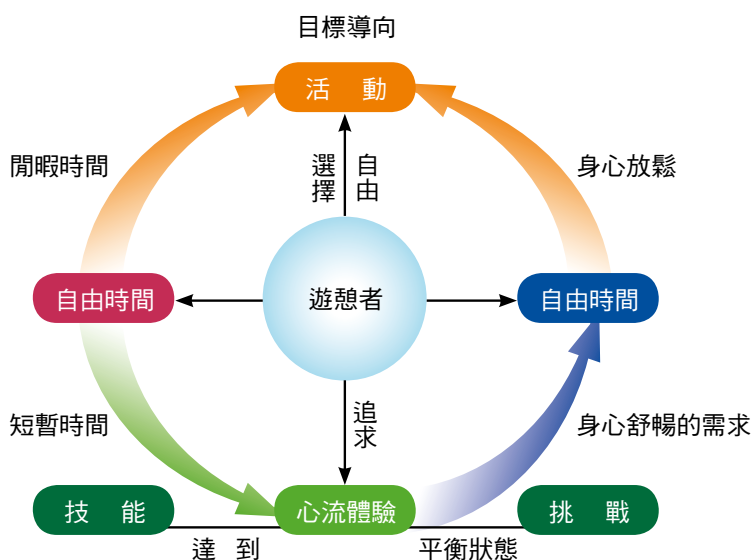 目標導向
活動
閒暇時間
選擇
自由
身心放鬆
自由時間
遊憩者
自由時間
短暫時間
追求
身心舒暢的需求
技能
心流體驗
挑戰
達到
平衡狀態